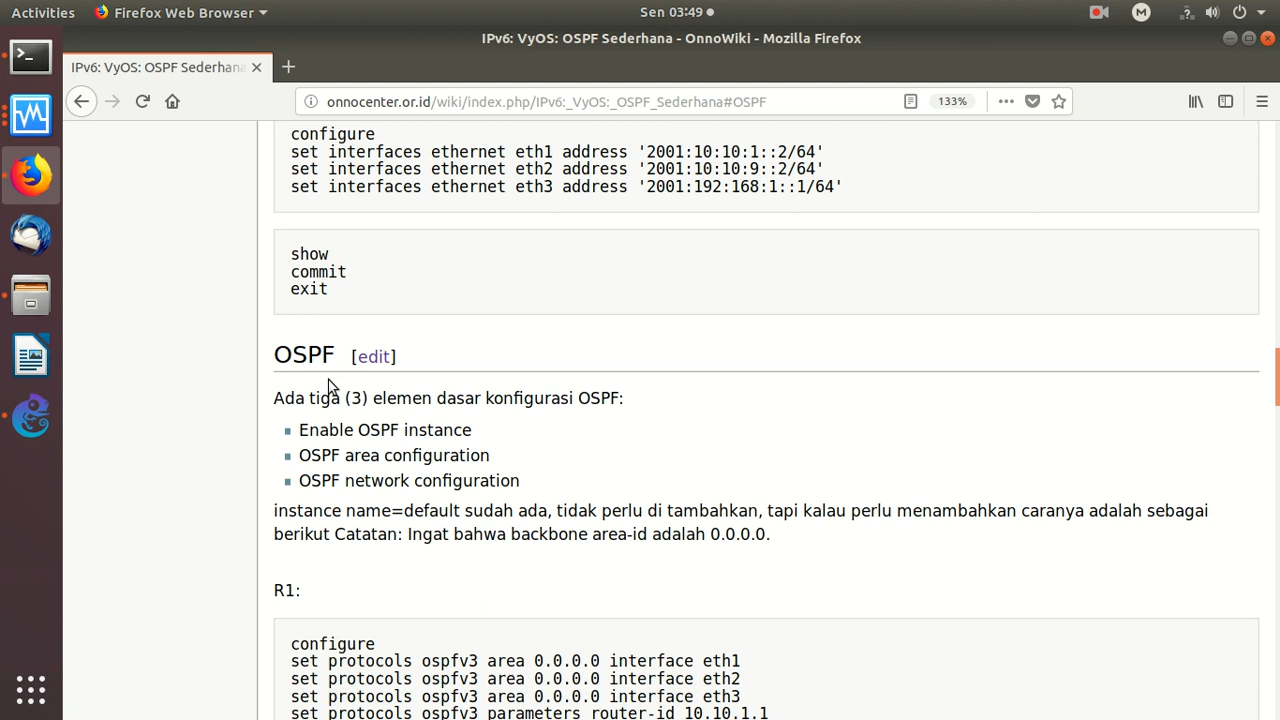 Activities
Firefox Web Browser
Sen 03:49
M
IPv6: VyOS: OSPF Sederhana - OnnoWiki - Mozilla Firefox
IPv6: VyOS: OSPF Sederhana
onnocenter.or.id/wiki/index.php/IPv6:_VyOS:_OSPF_Sederhana#OSPF
133%
configure
set interfaces ethernet eth1 address '2001:10:10:1::2/64'
set interfaces ethernet eth2 address '2001:10:10:9::2/64'
set interfaces ethernet eth3 address '2001:192:168:1::1/64'
show
commit
exit
OSPF [edit]
Ada tiga (3) elemen dasar konfigurasi OSPF:
Enable OSPF instance
OSPF area configuration
OSPF network configuration
instance name=default sudah ada, tidak perlu di tambahkan, tapi kalau perlu menambahkan caranya adalah sebagai
berikut Catatan: Ingat bahwa backbone area-id adalah 0.0.0.0.
R1:
configure
set protocols ospfv3 area 0.0.0.0 interface eth1
set protocols ospfv3 area 0.0.0.0 interface eth2
set protocols ospfv3 area 0.0.0.0 interface eth3
set protocols ospfv3 parameters router-id 10.10.1.1